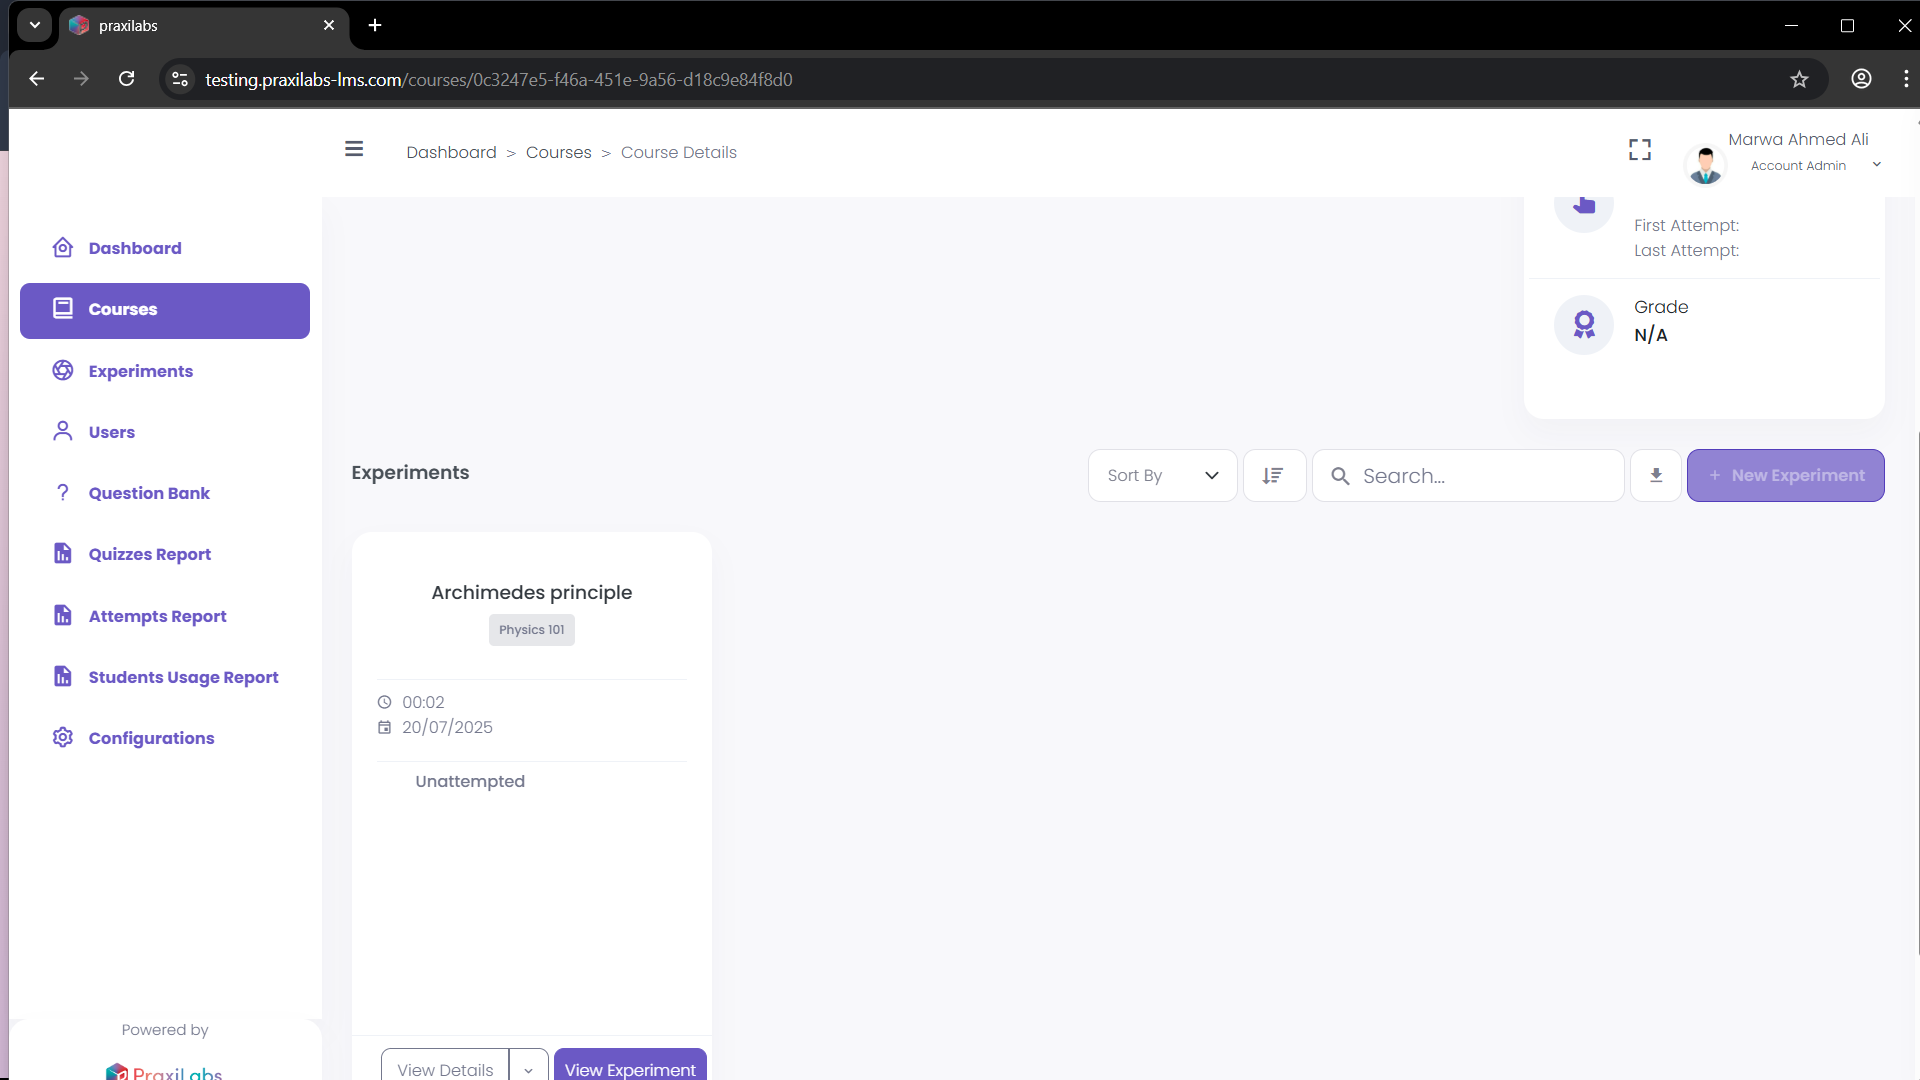 praxilabs
testing.praxilabs-lms.com/courses/0c3247e5-f46a-451e-9a56-d18c9e84f8d0
Dashboard > Courses > Course Details
Marwa Ahmed Ali
Account Admin
Dashboard
Courses
Experiments
Users
Question Bank
Quizzes Report
Attempts Report
Students Usage Report
Configurations
Powered by
PraxiLabs
First Attempt:
Last Attempt:
Grade
N/A
Experiments
Sort By
Search...
+ New Experiment
Archimedes principle
Physics 101
00:02
20/07/2025
Unattempted
View Details
View Experiment